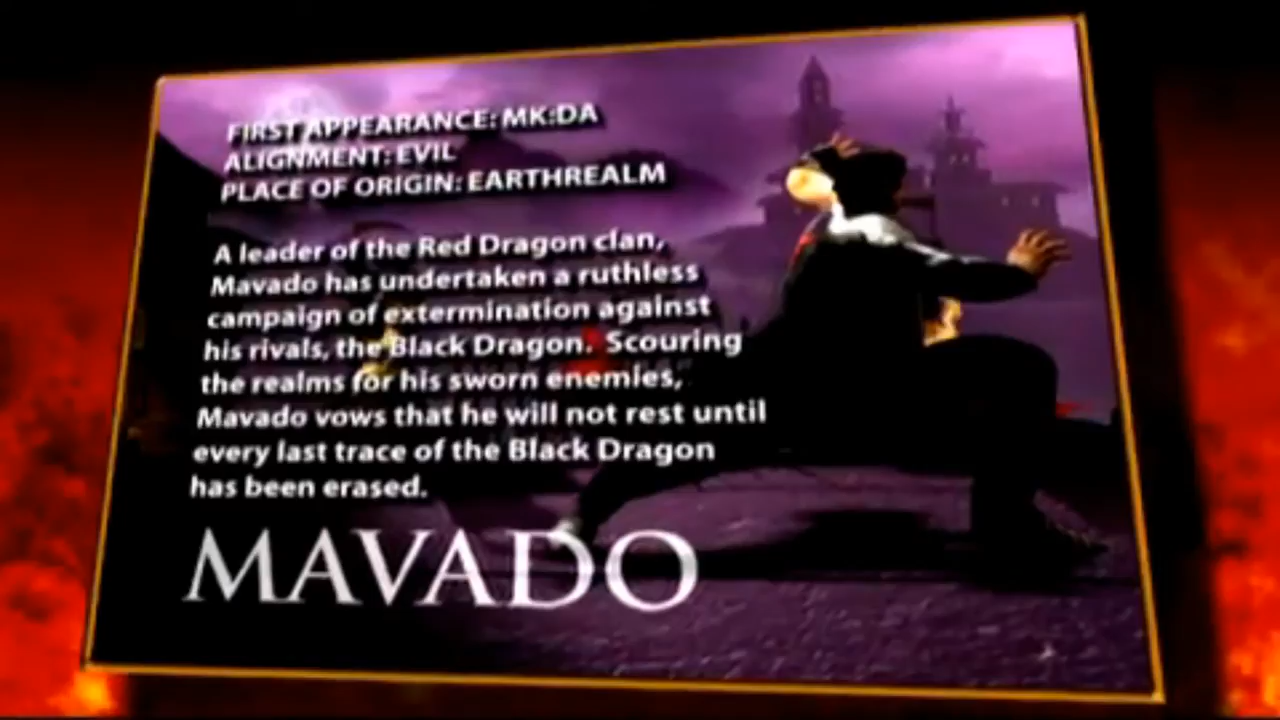 FIRST APPEARANCE: MK:DA
ALIGNMENT: EVIL
PLACE OF ORIGIN: EARTHREALM
A leader of the Red Dragon clan,
Mavado has undertaken a ruthless
campaign of extermination against
his rivals, the Black Dragon.  Scouring
the realms for his sworn enemies,
Mavado vows that he will not rest until
every last trace of the Black Dragon
has been erased.
MAVADO